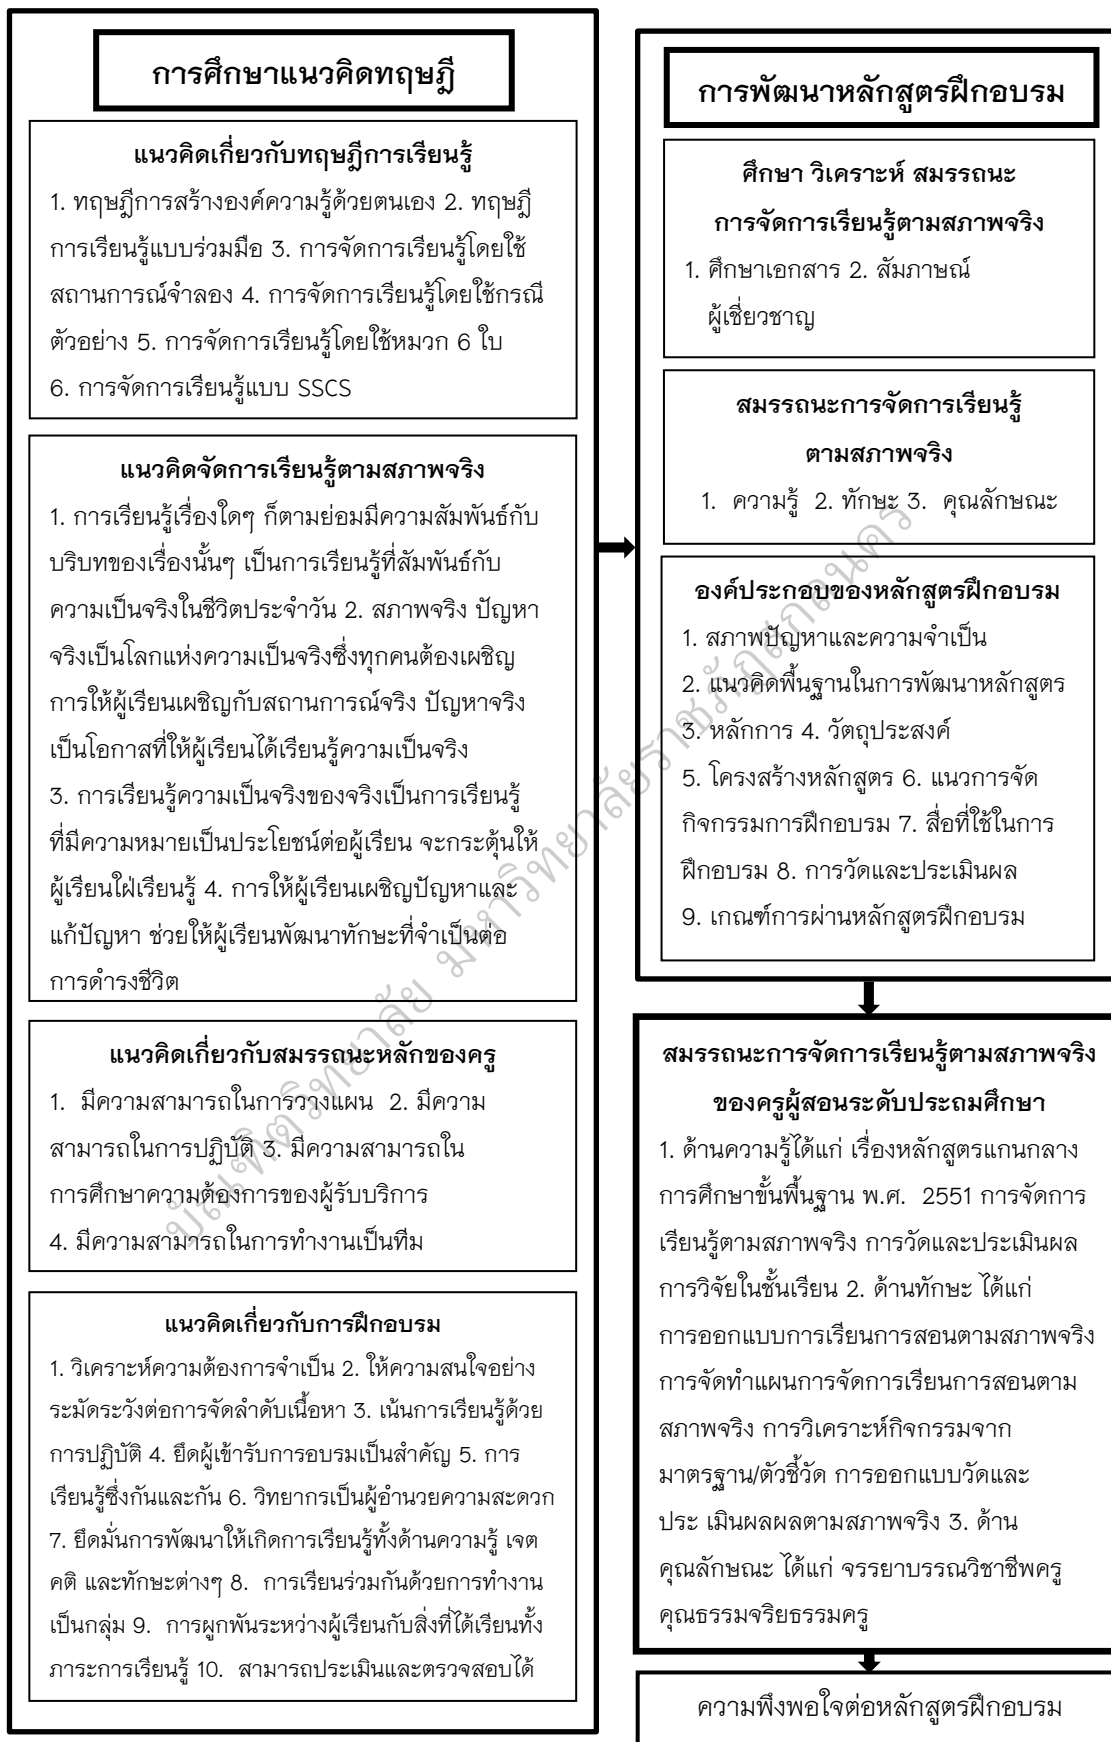 การศึกษาแนวคิดทฤษฎี
แนวคิดเกี่ยวกับทฤษฎีการเรียนรู้
1. ทฤษฎีการสร้างองค์ความรู้ด้วยตนเอง 2. ทฤษฎี
การเรียนรู้แบบร่วมมือ 3. การจัดการเรียนรู้โดยใช้
สถานการณ์จำลอง 4. การจัดการเรียนรู้โดยใช้กรณี
ตัวอย่าง 5. การจัดการเรียนรู้โดยใช้หมวก 6 ใบ
6. การจัดการเรียนรู้แบบ SSCS
แนวคิดจัดการเรียนรู้ตามสภาพจริง
1. การเรียนรู้เรื่องใดๆ ก็ตามย่อมมีความสัมพันธ์กับ
บริบทของเรื่องนั้นๆ เป็นการเรียนรู้ที่สัมพันธ์กับ
ความเป็นจริงในชีวิตประจำวัน 2. สภาพจริง ปัญหา
จริงเป็นโลกแห่งความเป็นจริงซึ่งทุกคนต้องเผชิญ
การให้ผู้เรียนเผชิญกับสถานการณ์จริง ปัญหาจริง
เป็นโอกาสที่ให้ผู้เรียนได้เรียนรู้ความเป็นจริง
3. การเรียนรู้ความเป็นจริงของจริงเป็นการเรียนรู้
ที่มีความหมายเป็นประโยชน์ต่อผู้เรียน จะกระตุ้นให้
ผู้เรียนใฝ่เรียนรู้ 4. การให้ผู้เรียนเผชิญปัญหาและ
แก้ปัญหา ช่วยให้ผู้เรียนพัฒนาทักษะที่จำเป็นต่อ
การดำรงชีวิต
แนวคิดเกี่ยวกับสมรรถนะหลักของครู
1. มีความสามารถในการวางแผน 2. มีความ
สามารถในการปฏิบัติ 3. มีความสามารถใน
การศึกษาความต้องการของผู้รับบริการ
4. มีความสามารถในการทำงานเป็นทีม
แนวคิดเกี่ยวกับการฝึกอบรม
1. วิเคราะห์ความต้องการจำเป็น 2. ให้ความสนใจอย่าง
ระมัดระวังต่อการจัดลำดับเนื้อหา 3. เน้นการเรียนรู้ด้วย
การปฏิบัติ 4. ยึดผู้เข้ารับการอบรมเป็นสำคัญ 5. การ
เรียนรู้ซึ่งกันและกัน 6. วิทยากรเป็นผู้อำนวยความสะดวก
7. ยึดมั่นการพัฒนาให้เกิดการเรียนรู้ทั้งด้านความรู้ เจต
คติ และทักษะต่างๆ 8. การเรียนร่วมกันด้วยการทำงาน
เป็นกลุ่ม 9. การผูกพันระหว่างผู้เรียนกับสิ่งที่ได้เรียนทั้ง
ภาระการเรียนรู้ 10. สามารถประเมินและตรวจสอบได้
การพัฒนาหลักสูตรฝึกอบรม
ศึกษา วิเคราะห์ สมรรถนะ
การจัดการเรียนรู้ตามสภาพจริง
1. ศึกษาเอกสาร 2. สัมภาษณ์
ผู้เชี่ยวชาญ
สมรรถนะการจัดการเรียนรู้
ตามสภาพจริง
1. ความรู้ 2. ทักษะ 3. คุณลักษณะ
องค์ประกอบของหลักสูตรฝึกอบรม
1. สภาพปัญหาและความจำเป็น
2. แนวคิดพื้นฐานในการพัฒนาหลักสูตร
3. หลักการ 4. วัตถุประสงค์
5. โครงสร้างหลักสูตร 6. แนวการจัด
กิจกรรมการฝึกอบรม 7. สื่อที่ใช้ในการ
ฝึกอบรม 8. การวัดและประเมินผล
9. เกณฑ์การผ่านหลักสูตรฝึกอบรม
สมรรถนะการจัดการเรียนรู้ตามสภาพจริง
ของครูผู้สอนระดับประถมศึกษา
1. ด้านความรู้ได้แก่ เรื่องหลักสูตรแกนกลาง
การศึกษาขั้นพื้นฐาน พ.ศ. 2551 การจัดการ
เรียนรู้ตามสภาพจริง การวัดและประเมินผล
การวิจัยในชั้นเรียน 2. ด้านทักษะ ได้แก่
การออกแบบการเรียนการสอนตามสภาพจริง
การจัดทำแผนการจัดการเรียนการสอนตาม
สภาพจริง การวิเคราะห์กิจกรรมจาก
มาตรฐาน/ตัวชี้วัด การออกแบบวัดและ
ประ เมินผลผลตามสภาพจริง 3. ด้าน
คุณลักษณะ ได้แก่ จรรยาบรรณวิชาชีพครู
คุณธรรมจริยธรรมครู
ความพึงพอใจต่อหลักสูตรฝึกอบรม
บัณฑิตวิทยาลัย มหาวิทยาลัยราชภัฏสกลนคร